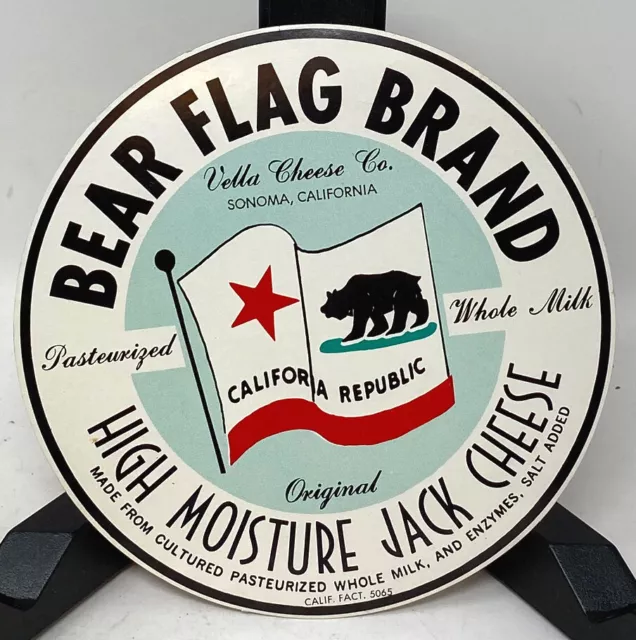 BEAR FLAG BRAND
Vella Cheese Co.
SONOMA, CALIFORNIA
Pasteurized
Whole Milk
CALIFOR A REPUBLIC
Original
HIGH MOISTURE JACK CHEESE
MADE FROM CULTURED PASTEURIZED WHOLE MILK, AND ENZYMES, SALT ADDED
CALIF. FACT. 5065